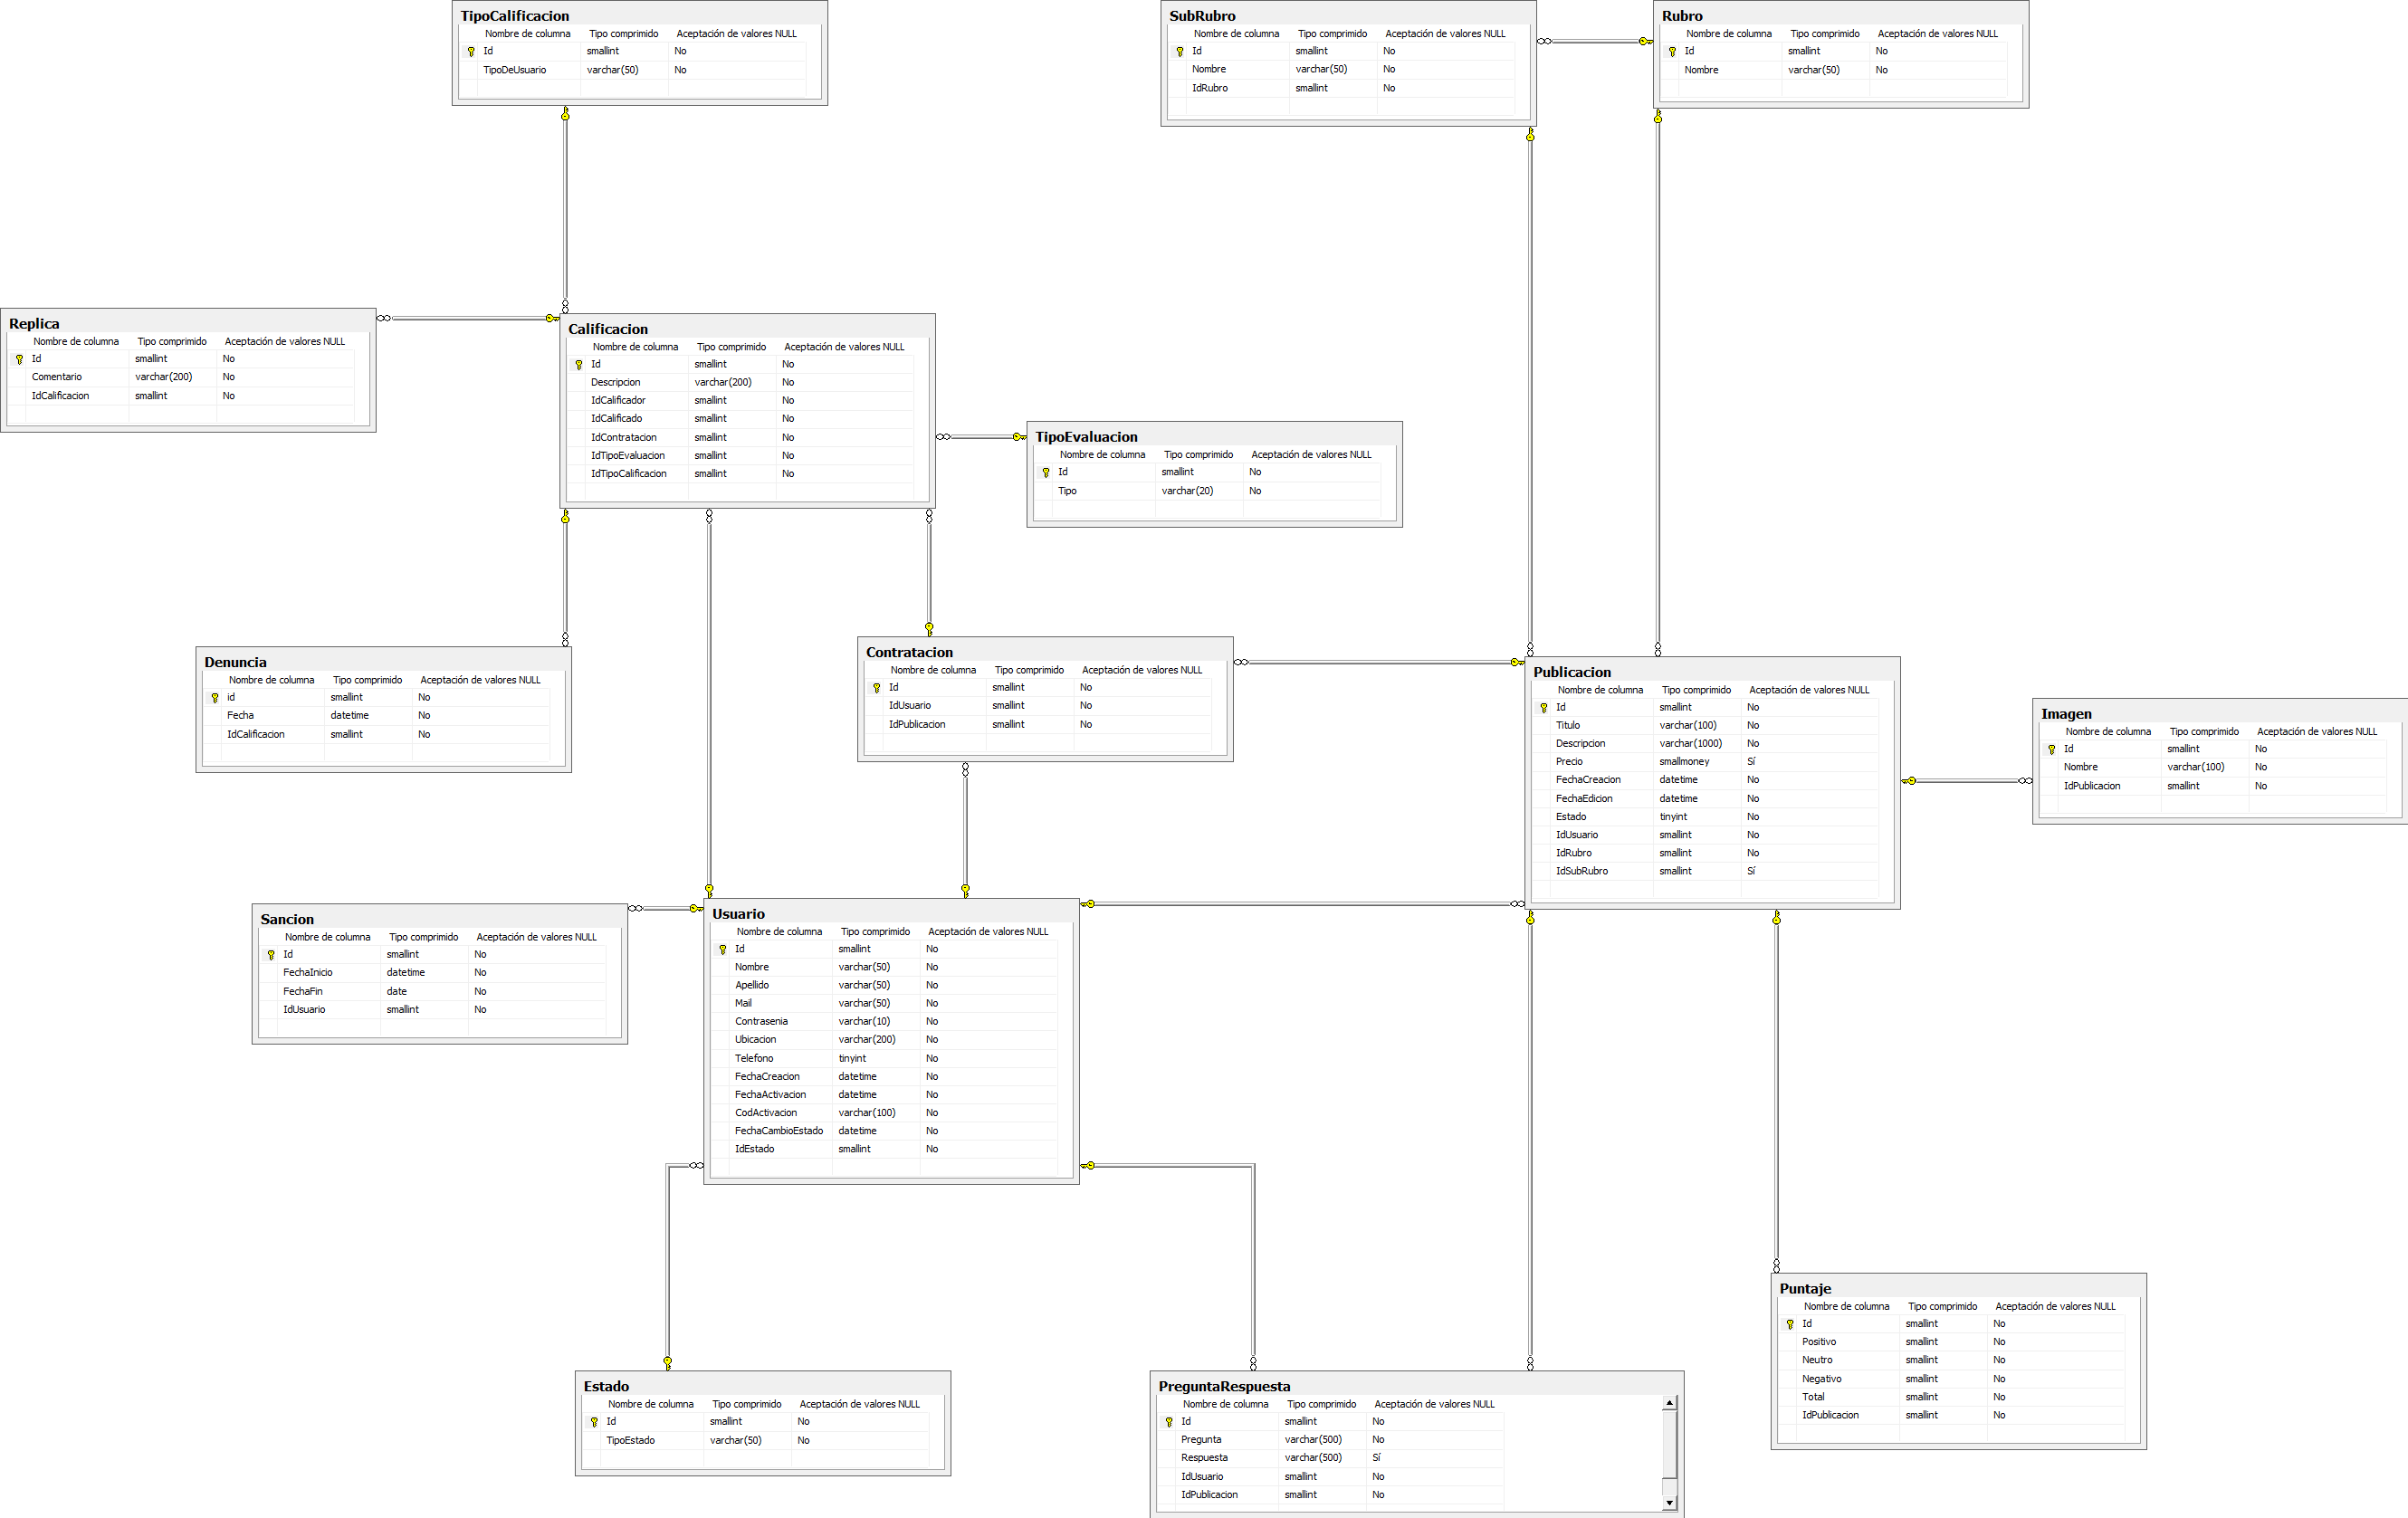 TipoCalificacion
Nombre de columna Tipo comprimido Aceptación de valores NULL
Id smallint No
TipoDeUsuario varchar(50) No
SubRubro
Nombre de columna Tipo comprimido Aceptación de valores NULL
Id smallint No
Nombre varchar(50) No
IdRubro smallint No
Rubro
Nombre de columna Tipo comprimido Aceptación de valores NULL
Id smallint No
Nombre varchar(50) No
Replica
Nombre de columna Tipo comprimido Aceptación de valores NULL
Id smallint No
Comentario varchar(200) No
IdCalificacion smallint No
Calificacion
Nombre de columna Tipo comprimido Aceptación de valores NULL
Id smallint No
Descripcion varchar(200) No
IdCalificador smallint No
IdCalificado smallint No
IdContratacion smallint No
IdTipoEvaluacion smallint No
IdTipoCalificacion smallint No
TipoEvaluacion
Nombre de columna Tipo comprimido Aceptación de valores NULL
Id smallint No
Tipo varchar(20) No
Denuncia
Nombre de columna Tipo comprimido Aceptación de valores NULL
id smallint No
Fecha datetime No
IdCalificacion smallint No
Contratacion
Nombre de columna Tipo comprimido Aceptación de valores NULL
Id smallint No
IdUsuario smallint No
IdPublicacion smallint No
Publicacion
Nombre de columna Tipo comprimido Aceptación de valores NULL
Id smallint No
Titulo varchar(100) No
Descripcion varchar(1000) No
Precio smallmoney Sí
FechaCreacion datetime No
FechaEdicion datetime No
Estado tinyint No
IdUsuario smallint No
IdRubro smallint No
IdSubRubro smallint Sí
Imagen
Nombre de columna Tipo comprimido Aceptación de valores NULL
Id smallint No
Nombre varchar(100) No
IdPublicacion smallint No
Sancion
Nombre de columna Tipo comprimido Aceptación de valores NULL
Id smallint No
FechaInicio datetime No
FechaFin date No
IdUsuario smallint No
Usuario
Nombre de columna Tipo comprimido Aceptación de valores NULL
Id smallint No
Nombre varchar(50) No
Apellido varchar(50) No
Mail varchar(50) No
Contrasenia varchar(10) No
Ubicacion varchar(200) No
Telefono tinyint No
FechaCreacion datetime No
FechaActivacion datetime No
CodActivacion varchar(100) No
FechaCambioEstado datetime No
IdEstado smallint No
Puntaje
Nombre de columna Tipo comprimido Aceptación de valores NULL
Id smallint No
Positivo smallint No
Neutro smallint No
Negativo smallint No
Total smallint No
IdPublicacion smallint No
Estado
Nombre de columna Tipo comprimido Aceptación de valores NULL
Id smallint No
TipoEstado varchar(50) No
PreguntaRespuesta
Nombre de columna Tipo comprimido Aceptación de valores NULL
Id smallint No
Pregunta varchar(500) No
Respuesta varchar(500) Sí
IdUsuario smallint No
IdPublicacion smallint No